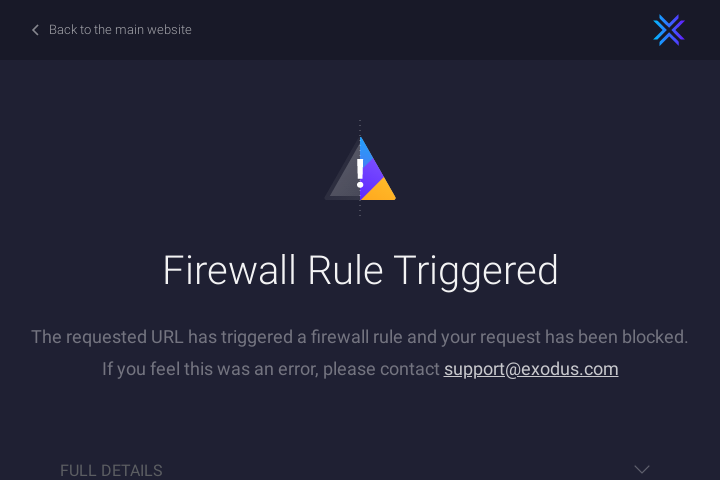 Back to the main website
Firewall Rule Triggered
The requested URL has triggered a firewall rule and your request has been blocked.
If you feel this was an error, please contact support@exodus.com
FULL DETAILS